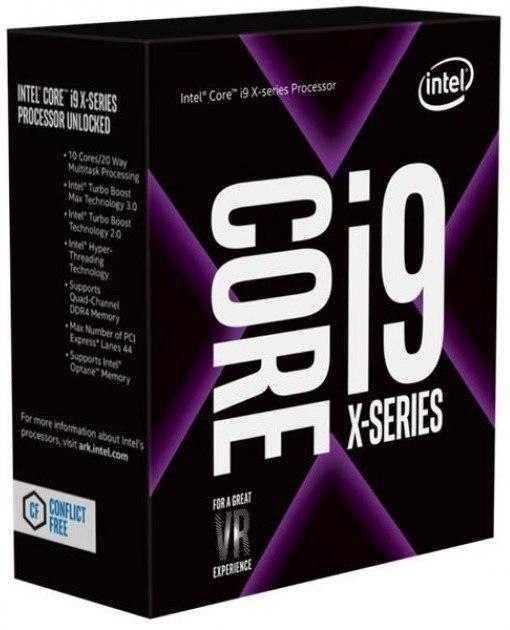 INTEL® CORE™ i9 X-SERIES
PROCESSOR UNLOCKED
• 10 Cores/20 Way
Multitask Processing
• Intel® Turbo Boost
Max Technology 3.0
• Intel® Turbo Boost
Technology 2.0
• Intel® Hyper-
Threading
Technology
• Supports
Quad-Channel
DDR4 Memory
• Max Number of PCI
Express® Lanes 44
• Supports Intel®
Optane™ Memory
For more information about Intel's
processors, visit ark.intel.com
CF
CONFLICT
FREE
Intel® Core™ i9 X-series Processor
intel
CORE
i9
X-SERIES
FOR A GREAT
VR
EXPERIENCE